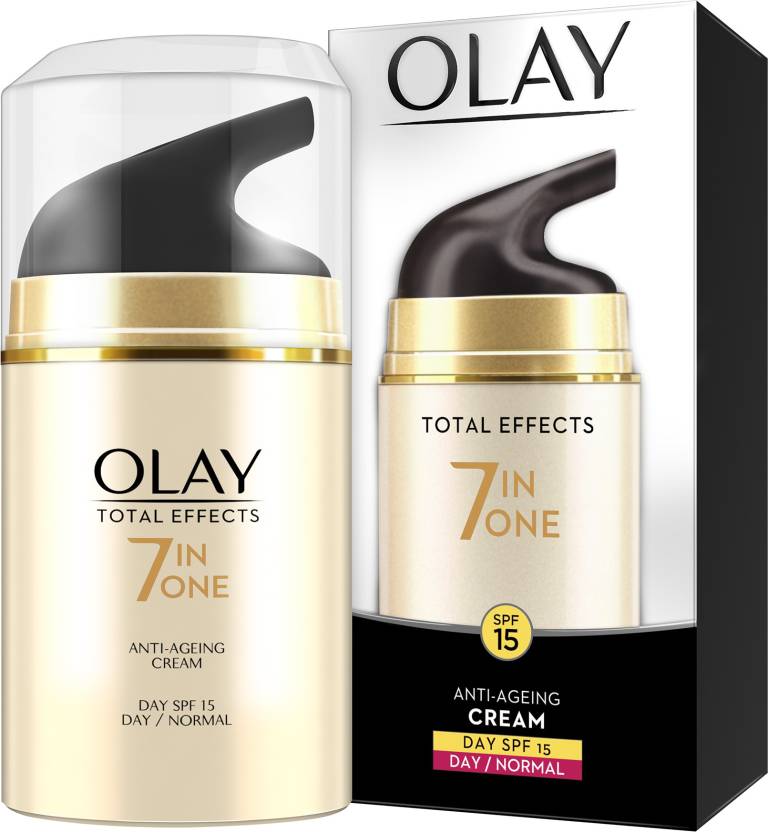 OLAY
TOTAL EFFECTS
7 IN
ONE
ANTI-AGEING
CREAM
DAY SPF 15
DAY / NORMAL
OLAY
TOTAL EFFECTS
7 IN
ONE
SPF
15
ANTI-AGEING
CREAM
DAY SPF 15
DAY / NORMAL